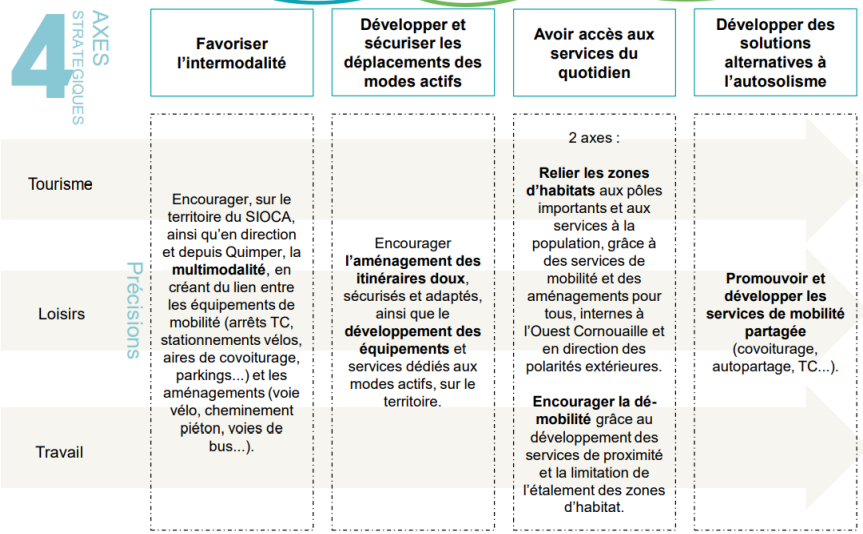 4
AXES
STRATEGIQUES
Favoriser
l'intermodalité
Développer et
sécuriser les
déplacements des
modes actifs
Avoir accès aux
services du
quotidien
Développer des
solutions
alternatives à
l'autosolisme
Tourisme
Loisirs
Travail
Précisions
Encourager, sur le
territoire du SIOCA,
ainsi qu'en direction
et depuis Quimper, la
multimodalité, en
créant du lien entre
les équipements de
mobilité (arrêts TC,
stationnements vélos,
aires de covoiturage,
parkings...) et les
aménagements (voie
vélo, cheminement
piéton, voies de
bus...).
Encourager
l'aménagement des
itinéraires doux,
sécurisés et adaptés,
ainsi que le
développement des
équipements et
services dédiés aux
modes actifs, sur le
territoire.
2 axes :
Relier les zones
d'habitats aux pôles
importants et aux
services à la
population, grâce à
des services de
mobilité et des
aménagements pour
tous, internes à
l'Ouest Cornouaille et
en direction des
polarités extérieures.
Encourager la dé-
mobilité grâce au
développement des
services de proximité
et la limitation de
l'étalement des zones
d'habitat.
Promouvoir et
développer les
services de mobilité
partagée
(covoiturage,
autopartage, TC...).